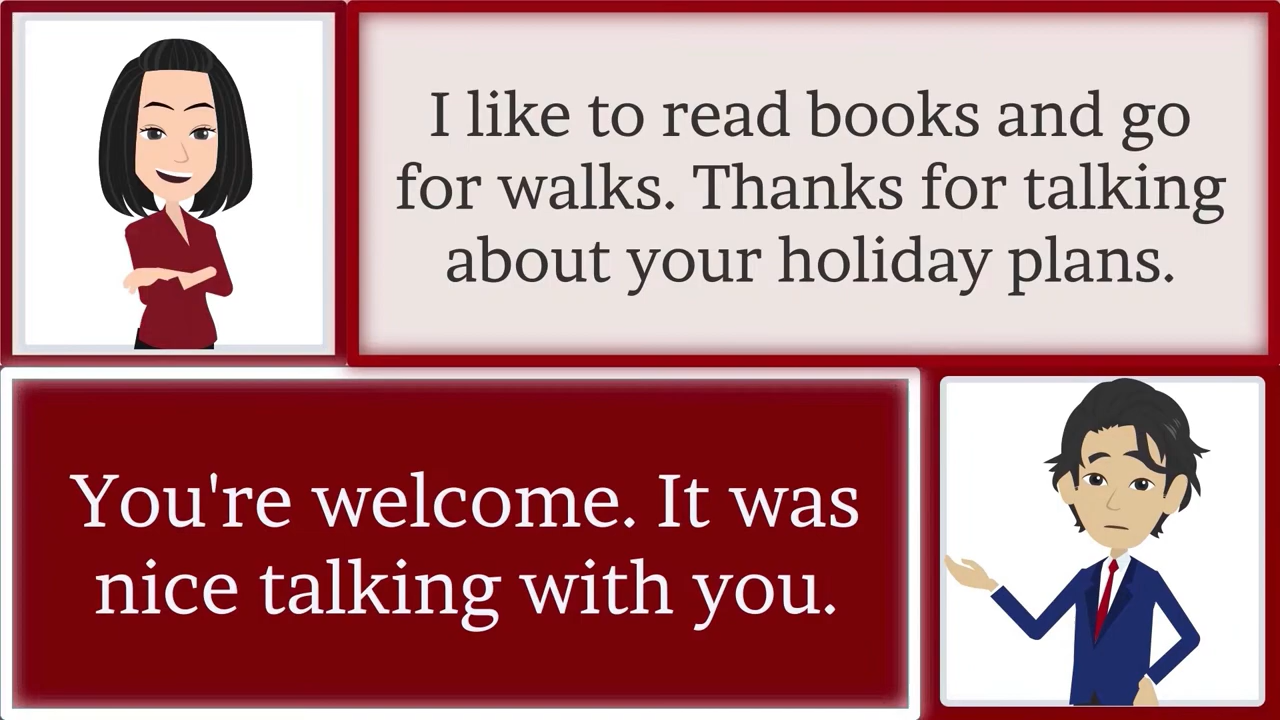 I like to read books and go
for walks. Thanks for talking
about your holiday plans.
You're welcome. It was
nice talking with you.